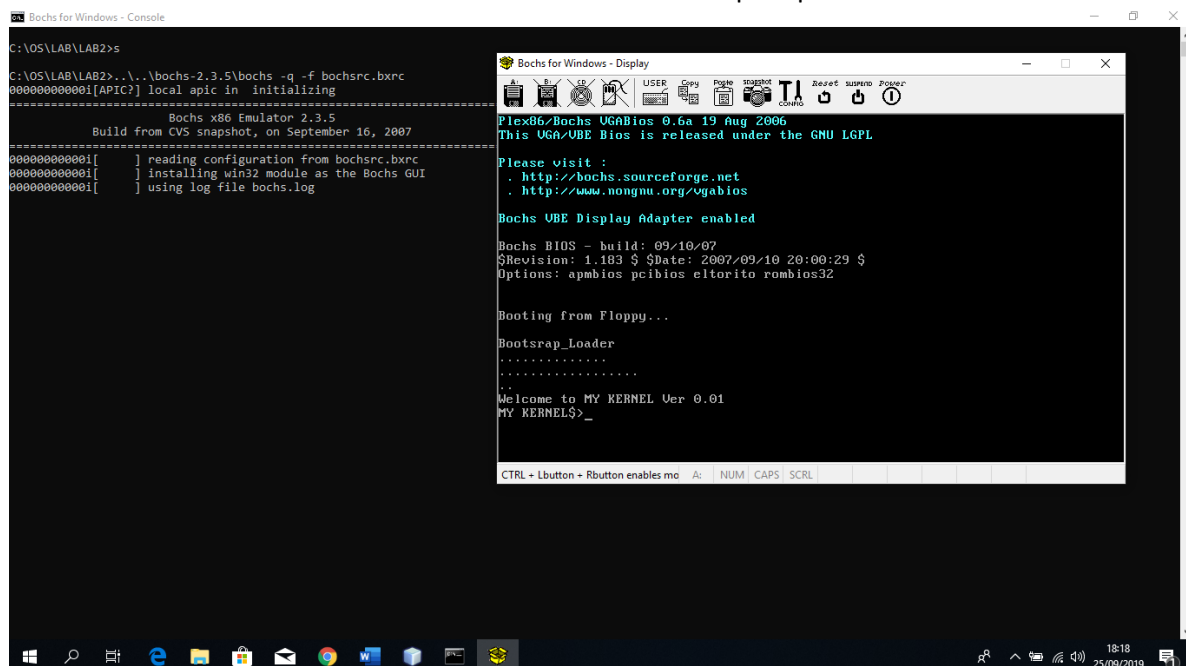 Bochs for Windows - Console
C:\OS\LAB\LAB2>s
C:\OS\LAB\LAB2>..\..\bochs-2.3.5\bochs -q -f bochsrc.bxrc
00000000000i[APIC?] local apic in  initializing
========================================================================
Bochs x86 Emulator 2.3.5
Build from CVS snapshot, on September 16, 2007
========================================================================
00000000000i[     ] reading configuration from bochsrc.bxrc
00000000000i[     ] installing win32 module as the Bochs GUI
00000000000i[     ] using log file bochs.log
Bochs for Windows - Display
A: B: CD USER Copy Paste snapshot CONFIG Reset SUSPEND Power
Plex86/Bochs VGABios 0.6a 19 Aug 2006
This VGA/VBE Bios is released under the GNU LGPL
Please visit :
. http://bochs.sourceforge.net
. http://www.nongnu.org/vgabios
Bochs VBE Display Adapter enabled
Bochs BIOS - build: 09/10/07
$Revision: 1.183 $ $Date: 2007/09/10 20:00:29 $
Options: apmbios pcibios eltorito rombios32
Booting from Floppy...
Bootsrap_Loader
..............
..................
..
Welcome to MY KERNEL Ver 0.01
MY KERNEL$>_
CTRL + Lbutton + Rbutton enables mo A: NUM CAPS SCRL
18:18
25/09/2019